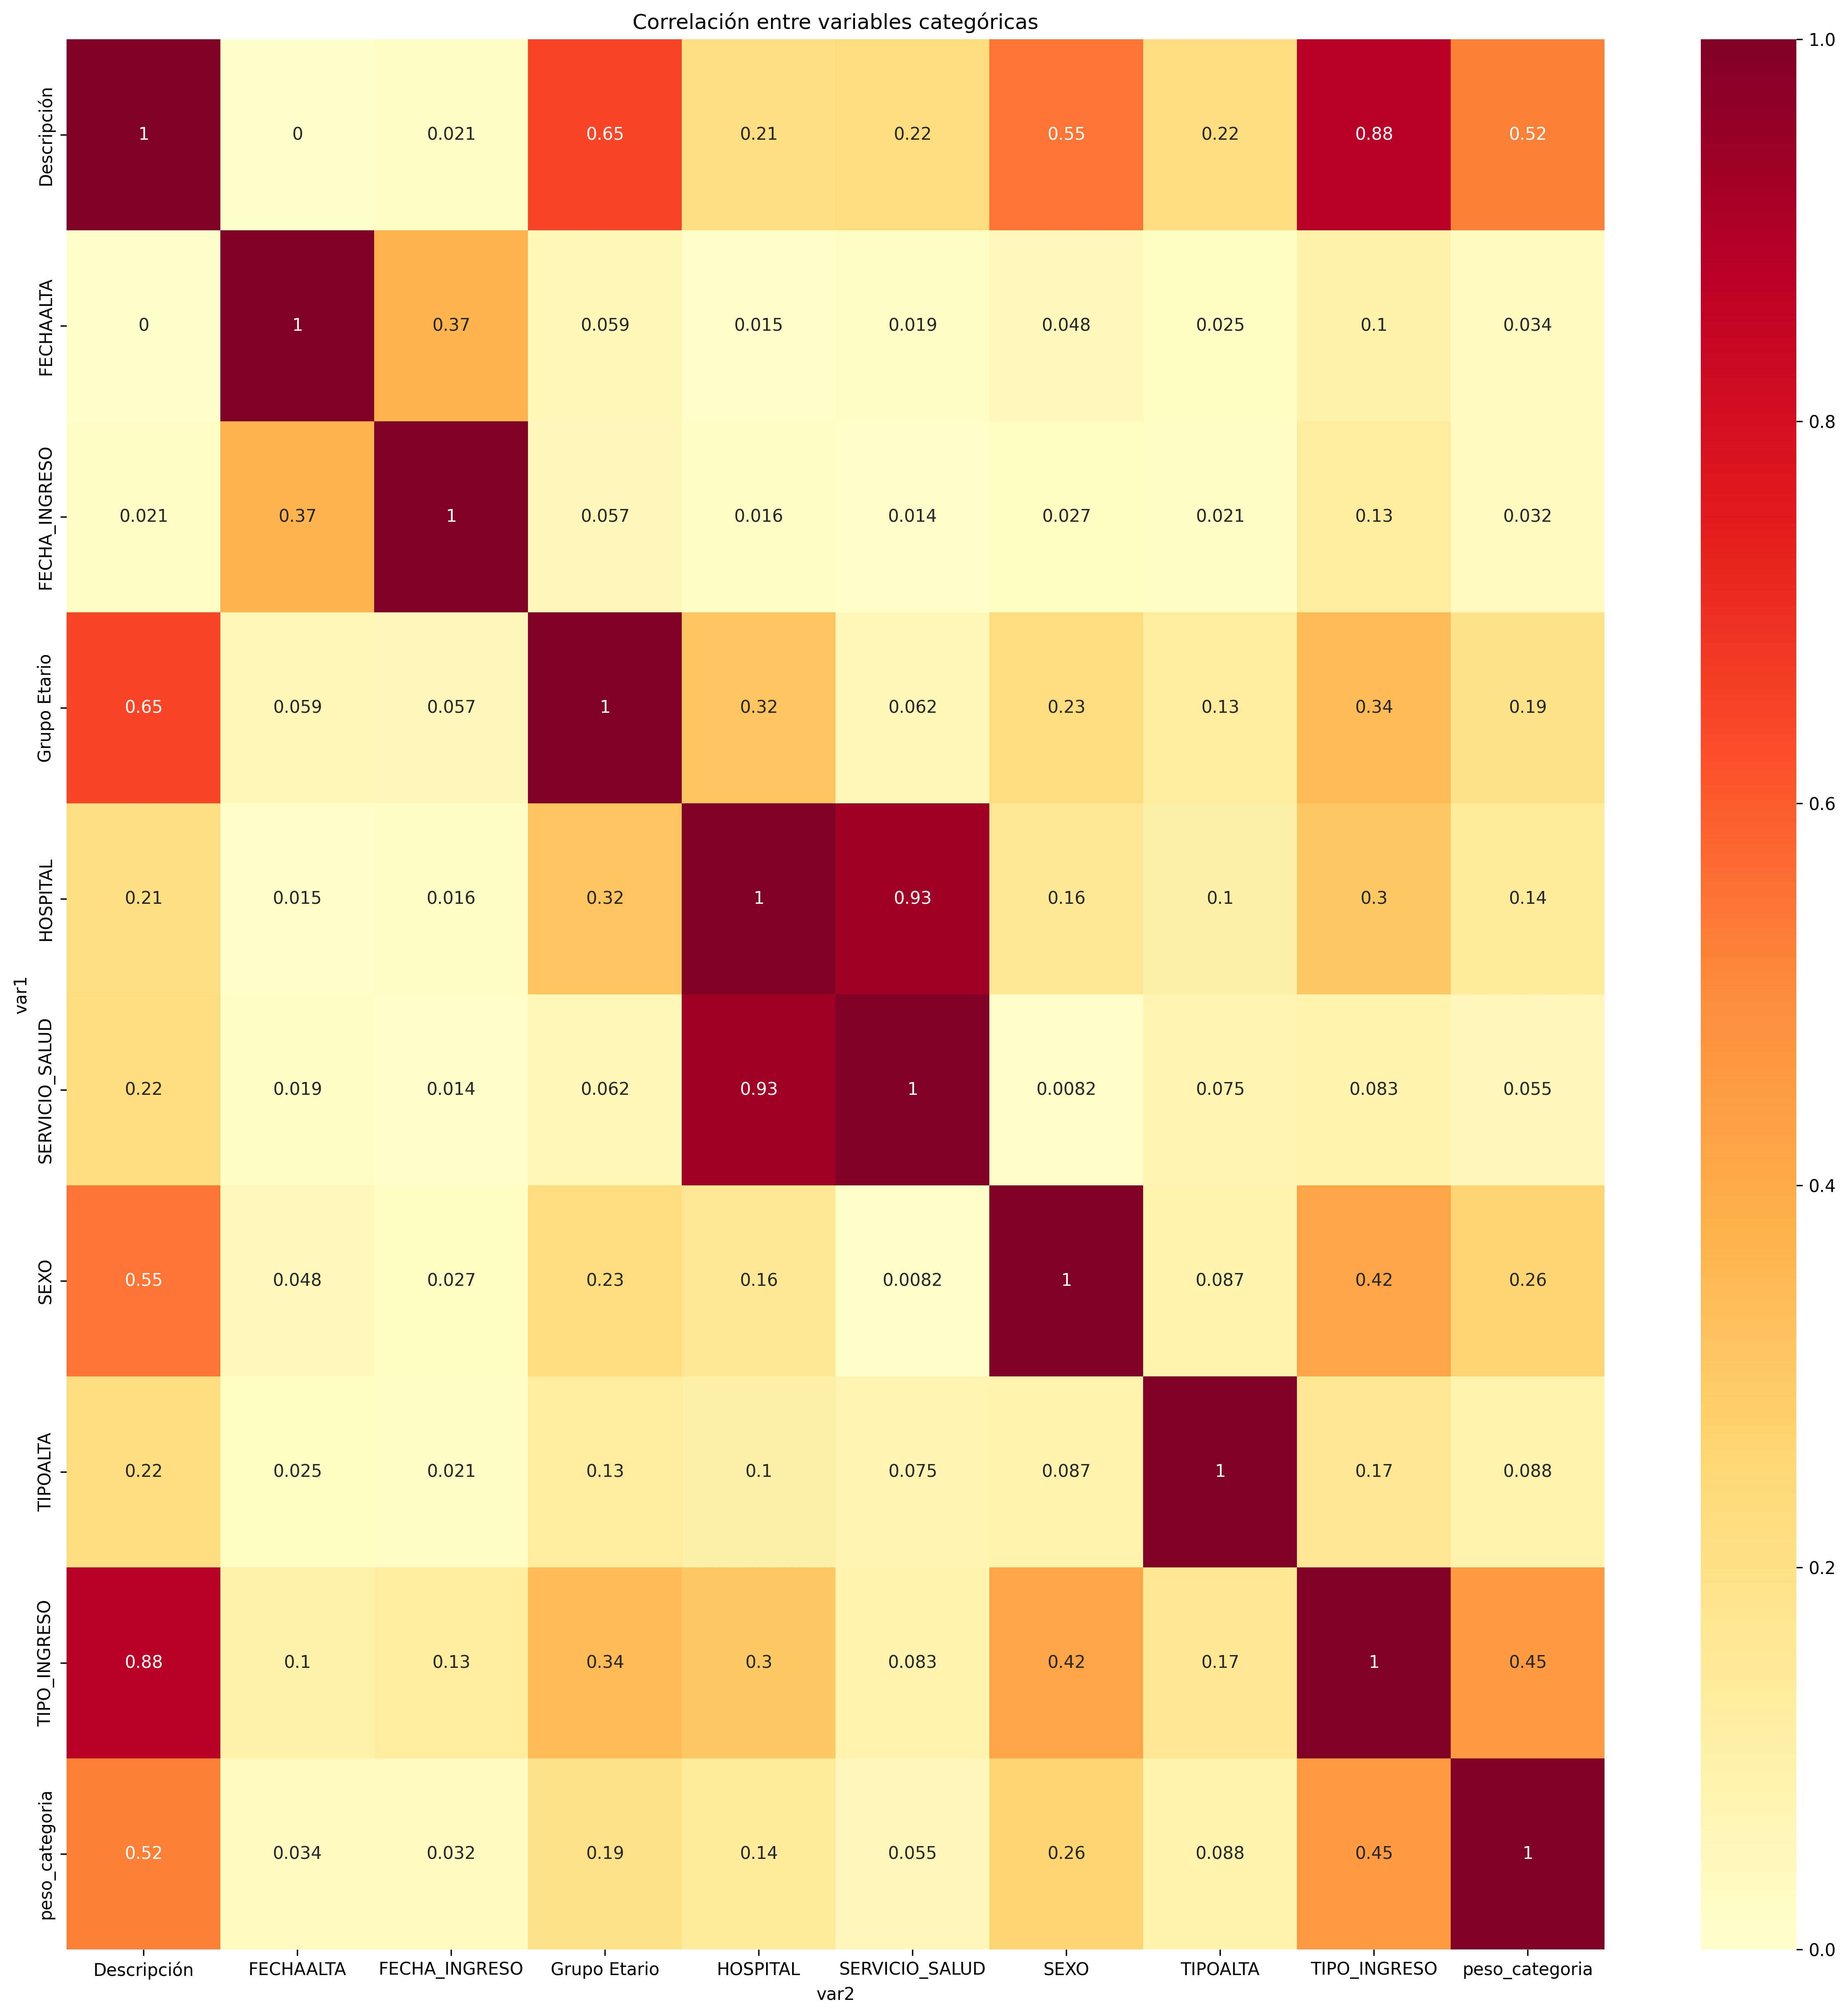 Correlación entre variables categóricas
var1
Descripción 1 0 0.021 0.65 0.21 0.22 0.55 0.22 0.88 0.52
FECHAALTA 0 1 0.37 0.059 0.015 0.019 0.048 0.025 0.1 0.034
FECHA_INGRESO 0.021 0.37 1 0.057 0.016 0.014 0.027 0.021 0.13 0.032
Grupo Etario 0.65 0.059 0.057 1 0.32 0.062 0.23 0.13 0.34 0.19
HOSPITAL 0.21 0.015 0.016 0.32 1 0.93 0.16 0.1 0.3 0.14
SERVICIO_SALUD 0.22 0.019 0.014 0.062 0.93 1 0.0082 0.075 0.083 0.055
SEXO 0.55 0.048 0.027 0.23 0.16 0.0082 1 0.087 0.42 0.26
TIPOALTA 0.22 0.025 0.021 0.13 0.1 0.075 0.087 1 0.17 0.088
TIPO_INGRESO 0.88 0.1 0.13 0.34 0.3 0.083 0.42 0.17 1 0.45
peso_categoria 0.52 0.034 0.032 0.19 0.14 0.055 0.26 0.088 0.45 1
Descripción FECHAALTA FECHA_INGRESO Grupo Etario HOSPITAL SERVICIO_SALUD SEXO TIPOALTA TIPO_INGRESO peso_categoria
var2
1.0
0.8
0.6
0.4
0.2
0.0